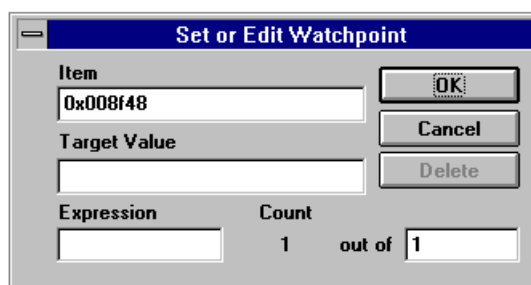 Set or Edit Watchpoint
Item
0x008f48
OK
Target Value
Cancel
Delete
Expression
Count
1 out of 1